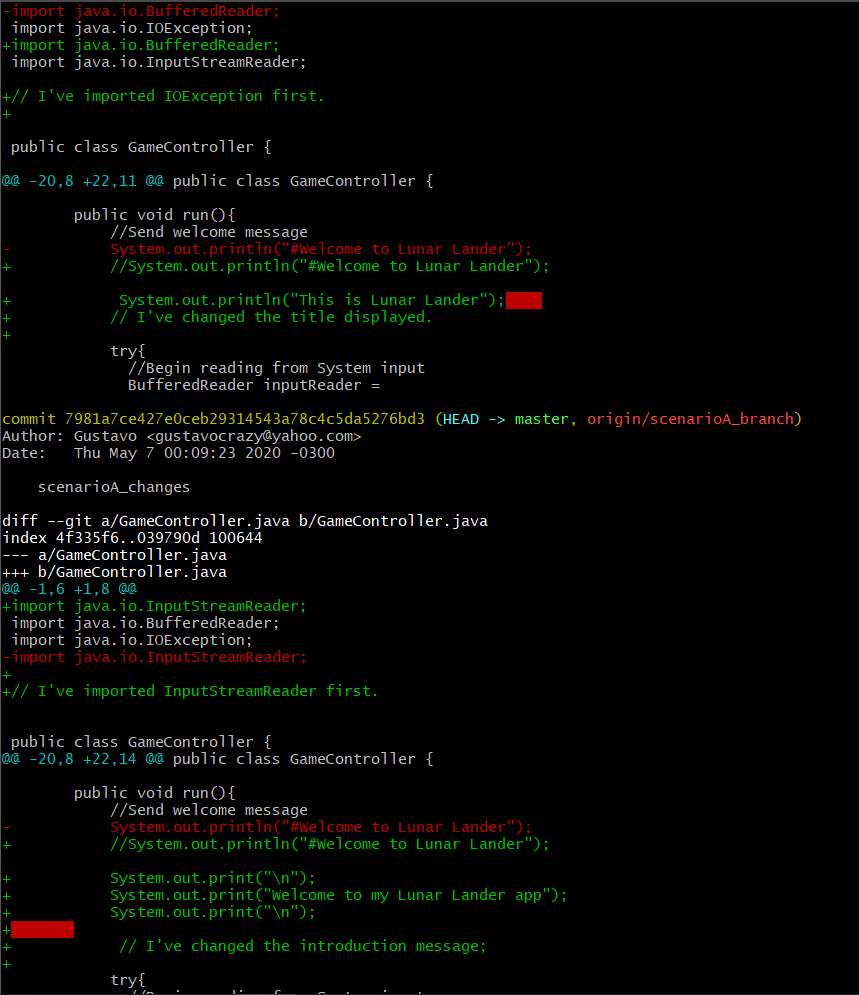 -import java.io.BufferedReader;
 import java.io.IOException;
+import java.io.BufferedReader;
 import java.io.InputStreamReader;
+// I've imported IOException first.
+
 public class GameController {
@@ -20,8 +22,11 @@ public class GameController {
        public void run(){
            //Send welcome message
-           System.out.println("#Welcome to Lunar Lander");
+           //System.out.println("#Welcome to Lunar Lander");
+            System.out.println("This is Lunar Lander");
+           // I've changed the title displayed.
+
            try{
              //Begin reading from System input
              BufferedReader inputReader =
commit 7981a7ce427e0ceb29314543a78c4c5da5276bd3 (HEAD -> master, origin/scenarioA_branch)
Author: Gustavo <gustavocrazy@yahoo.com>
Date:   Thu May 7 00:09:23 2020 -0300
    scenarioA_changes
diff --git a/GameController.java b/GameController.java
index 4f335f6..039790d 100644
--- a/GameController.java
+++ b/GameController.java
@@ -1,6 +1,8 @@
+import java.io.InputStreamReader;
 import java.io.BufferedReader;
 import java.io.IOException;
-import java.io.InputStreamReader;
+
+// I've imported InputStreamReader first.
 public class GameController {
@@ -20,8 +22,14 @@ public class GameController {
        public void run(){
            //Send welcome message
-           System.out.println("#Welcome to Lunar Lander");
+           //System.out.println("#Welcome to Lunar Lander");
+           System.out.print("\n");
+           System.out.print("Welcome to my Lunar Lander app");
+           System.out.print("\n");
+
+            // I've changed the introduction message;
+
            try{